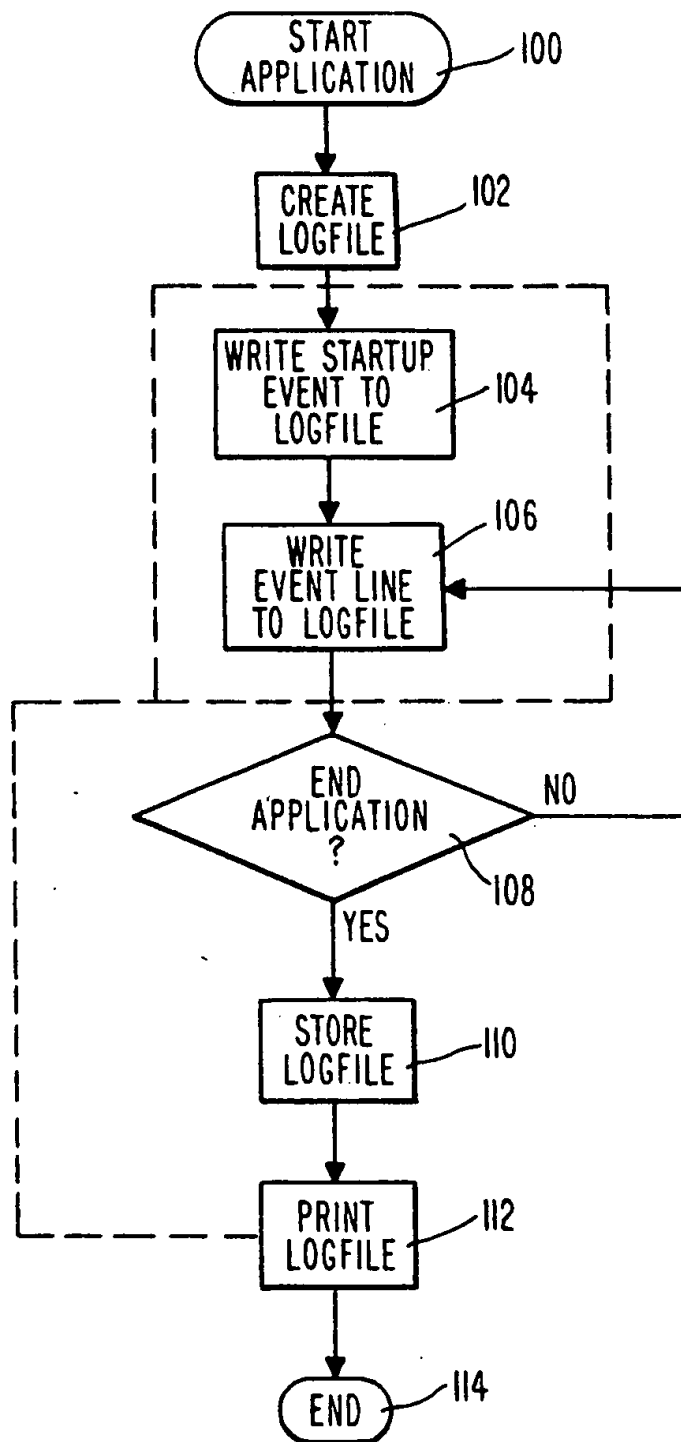 START
APPLICATION
100
CREATE
LOGFILE
102
WRITE STARTUP
EVENT TO
LOGFILE
104
106
WRITE
EVENT LINE
TO LOGFILE
END
APPLICATION
?
NO
108
YES
STORE
LOGFILE
110
PRINT
LOGFILE
112
END
114